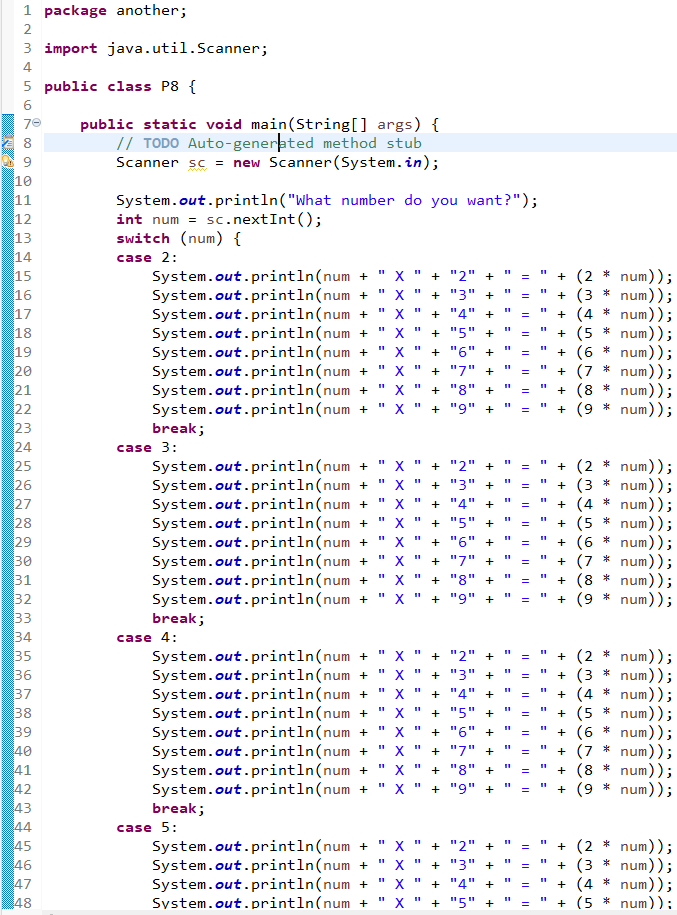 1 package another;
2
3 import java.util.Scanner;
4
5 public class P8 {
6
7 public static void main(String[] args) {
8 // TODO Auto-generated method stub
9 Scanner sc = new Scanner(System.in);
10
11 System.out.println("What number do you want?");
12 int num = sc.nextInt();
13 switch (num) {
14 case 2:
15 System.out.println(num + " X " + "2" + " = " + (2 * num));
16 System.out.println(num + " X " + "3" + " = " + (3 * num));
17 System.out.println(num + " X " + "4" + " = " + (4 * num));
18 System.out.println(num + " X " + "5" + " = " + (5 * num));
19 System.out.println(num + " X " + "6" + " = " + (6 * num));
20 System.out.println(num + " X " + "7" + " = " + (7 * num));
21 System.out.println(num + " X " + "8" + " = " + (8 * num));
22 System.out.println(num + " X " + "9" + " = " + (9 * num));
23 break;
24 case 3:
25 System.out.println(num + " X " + "2" + " = " + (2 * num));
26 System.out.println(num + " X " + "3" + " = " + (3 * num));
27 System.out.println(num + " X " + "4" + " = " + (4 * num));
28 System.out.println(num + " X " + "5" + " = " + (5 * num));
29 System.out.println(num + " X " + "6" + " = " + (6 * num));
30 System.out.println(num + " X " + "7" + " = " + (7 * num));
31 System.out.println(num + " X " + "8" + " = " + (8 * num));
32 System.out.println(num + " X " + "9" + " = " + (9 * num));
33 break;
34 case 4:
35 System.out.println(num + " X " + "2" + " = " + (2 * num));
36 System.out.println(num + " X " + "3" + " = " + (3 * num));
37 System.out.println(num + " X " + "4" + " = " + (4 * num));
38 System.out.println(num + " X " + "5" + " = " + (5 * num));
39 System.out.println(num + " X " + "6" + " = " + (6 * num));
40 System.out.println(num + " X " + "7" + " = " + (7 * num));
41 System.out.println(num + " X " + "8" + " = " + (8 * num));
42 System.out.println(num + " X " + "9" + " = " + (9 * num));
43 break;
44 case 5:
45 System.out.println(num + " X " + "2" + " = " + (2 * num));
46 System.out.println(num + " X " + "3" + " = " + (3 * num));
47 System.out.println(num + " X " + "4" + " = " + (4 * num));
48 System.out.println(num + " X " + "5" + " = " + (5 * num));